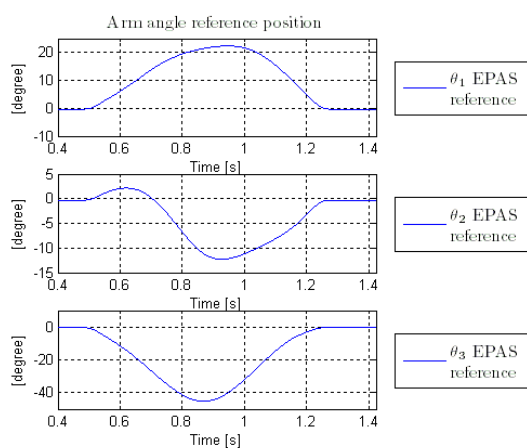 Arm angle reference position
[degree]
20
10
0
-10
0.4 0.6 0.8 1 1.2 1.4
Time [s]
θ1 EPAS
reference
[degree]
5
0
-5
-10
-15
0.4 0.6 0.8 1 1.2 1.4
Time [s]
θ2 EPAS
reference
[degree]
0
-20
-40
0.4 0.6 0.8 1 1.2 1.4
Time [s]
θ3 EPAS
reference